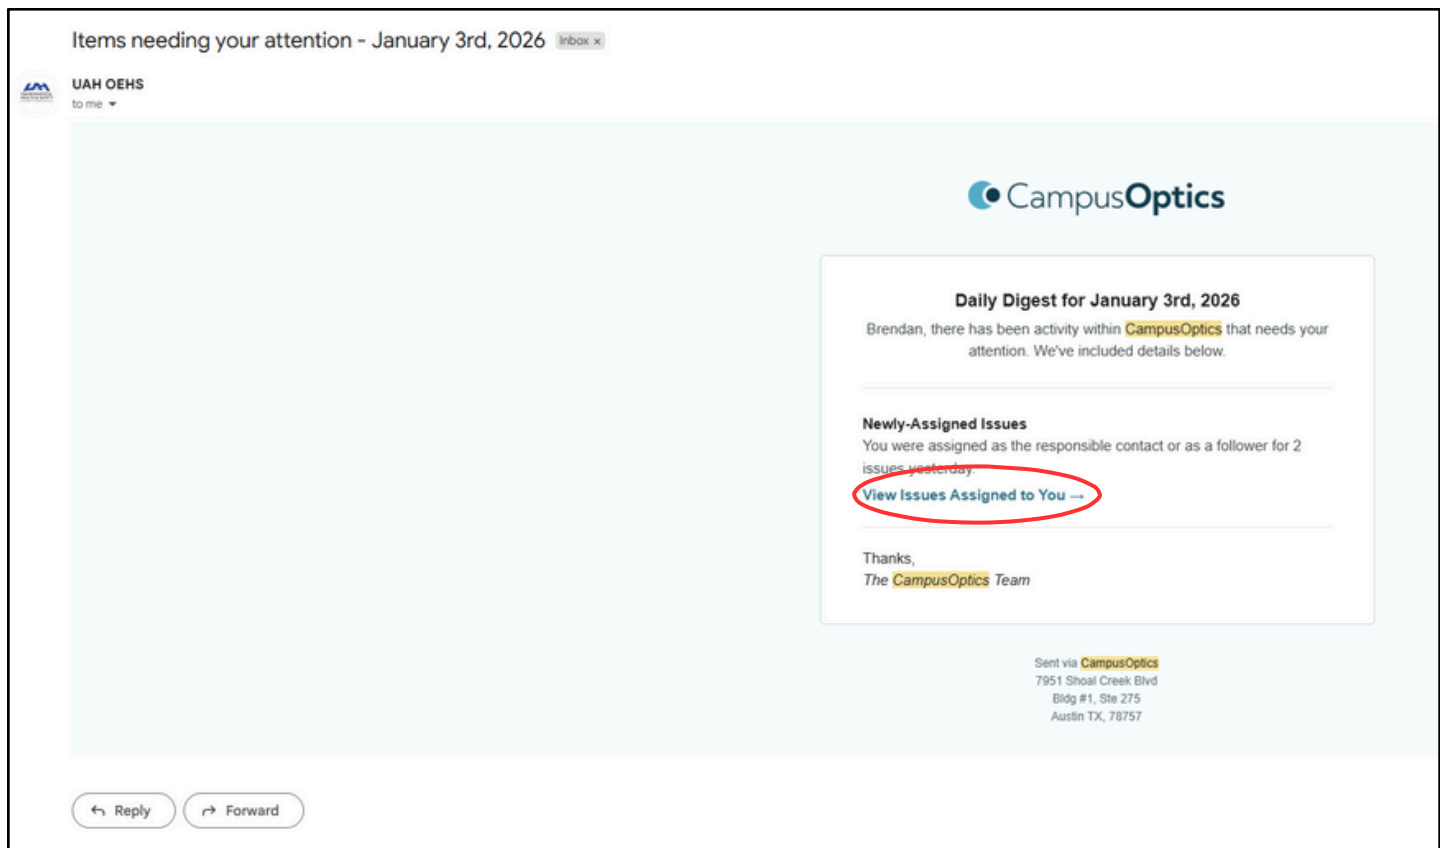 Items needing your attention - January 3rd, 2026 Inbox x
UAH OEHS
to me
CampusOptics
Daily Digest for January 3rd, 2026
Brendan, there has been activity within CampusOptics that needs your
attention. We've included details below.
Newly-Assigned Issues
You were assigned as the responsible contact or as a follower for 2
issues yesterday.
View Issues Assigned to You →
Thanks,
The CampusOptics Team
Sent via CampusOptics
7951 Shoal Creek Blvd
Bldg #1, Ste 275
Austin TX, 78757
Reply
Forward